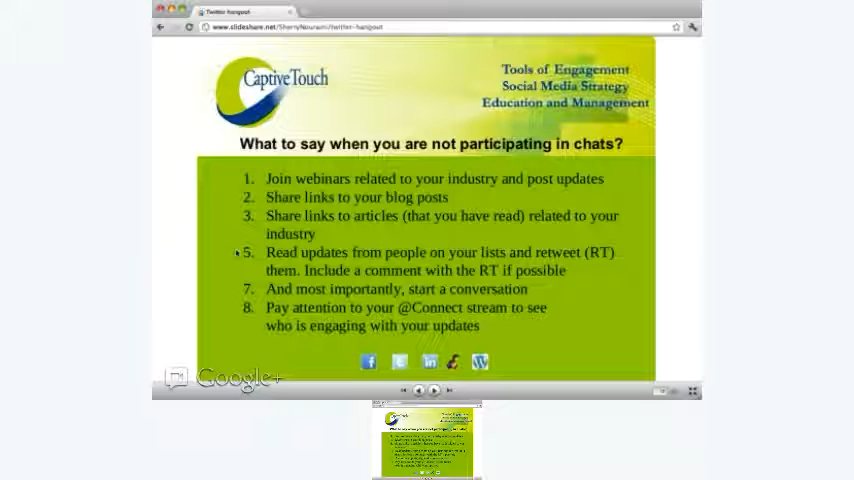 Twitter hangout
www.slideshare.net/SherryNouraini/twitter-hangout
CaptiveTouch
Tools of Engagement
Social Media Strategy
Education and Management
What to say when you are not participating in chats?
1. Join webinars related to your industry and post updates
2. Share links to your blog posts
3. Share links to articles (that you have read) related to your
industry
5. Read updates from people on your lists and retweet (RT)
them. Include a comment with the RT if possible
7. And most importantly, start a conversation
8. Pay attention to your @Connect stream to see
who is engaging with your updates
Google+